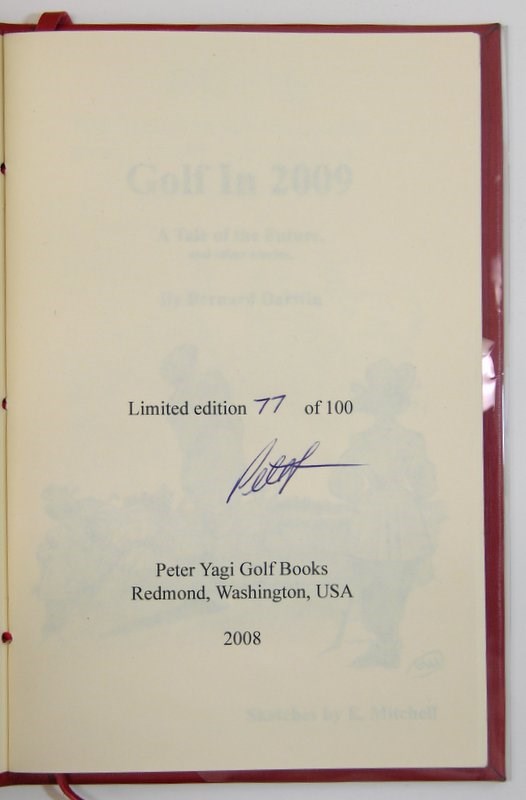 Golf in 2009
A Tale of the Future,
By Bernard Darwin
Limited edition 77 of 100
Peter Yagi Golf Books
Redmond, Washington, USA
2008
Sketches by E. Mitchell